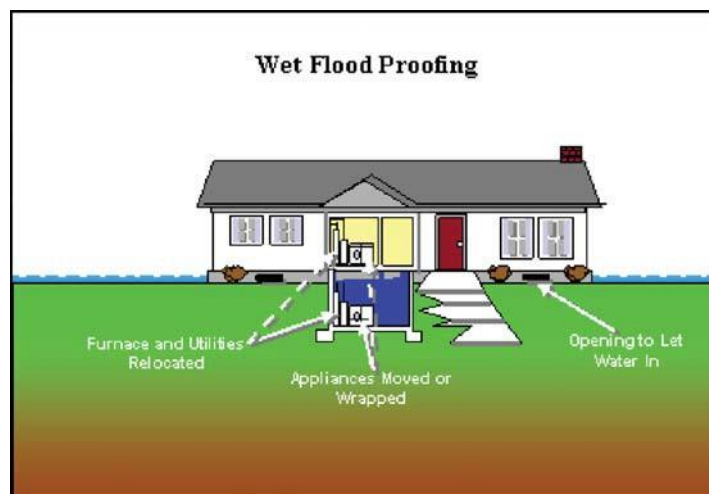 Wet Flood Proofing
Furnace and Utilities
Relocated
Appliances Moved or
Wrapped
Opening to Let
Water In